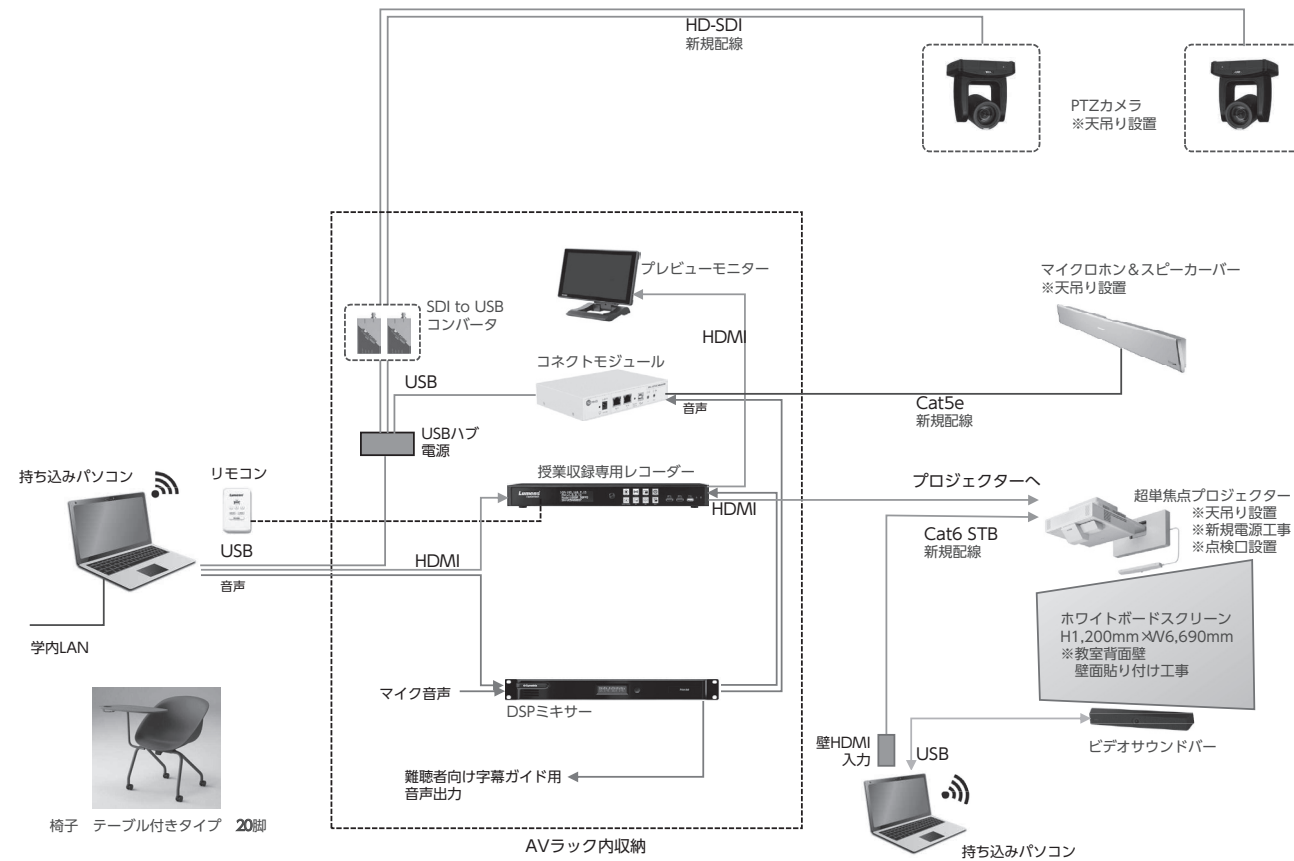 HD-SDI
新規配線
PTZカメラ
※天吊り設置
プレビューモニター
マイクロホン＆スピーカーバー
※天吊り設置
SDI to USB
コンバータ
HDMI
コネクトモジュール
USB
音声
Cat5e
新規配線
USBハブ
電源
持ち込みパソコン
リモコン
授業収録専用レコーダー
プロジェクターへ
HDMI
超単焦点プロジェクター
※天吊り設置
※新規電源工事
※点検口設置
Cat6 STB
新規配線
USB
HDMI
音声
学内LAN
ホワイトボードスクリーン
H1,200mm×W6,690mm
※教室背面壁
壁面貼り付け工事
マイク音声
DSPミキサー
壁HDMI
入力
USB
ビデオサウンドバー
難聴者向け字幕ガイド用
音声出力
椅子 テーブル付きタイプ 20脚
AVラック内収納
持ち込みパソコン